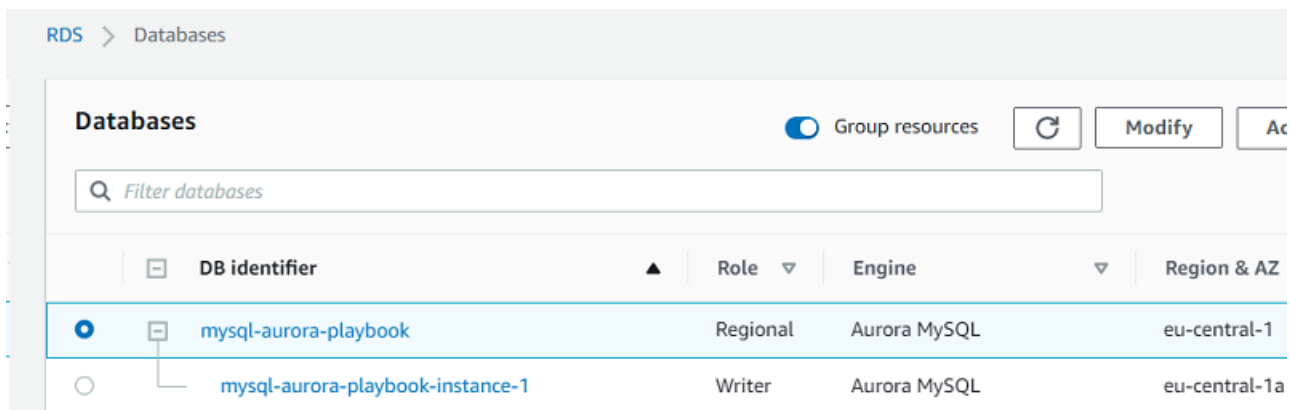 RDS > Databases
Databases Group resources Modify
Filter databases
DB identifier Role Engine Region & AZ
mysql-aurora-playbook Regional Aurora MySQL eu-central-1
mysql-aurora-playbook-instance-1 Writer Aurora MySQL eu-central-1a